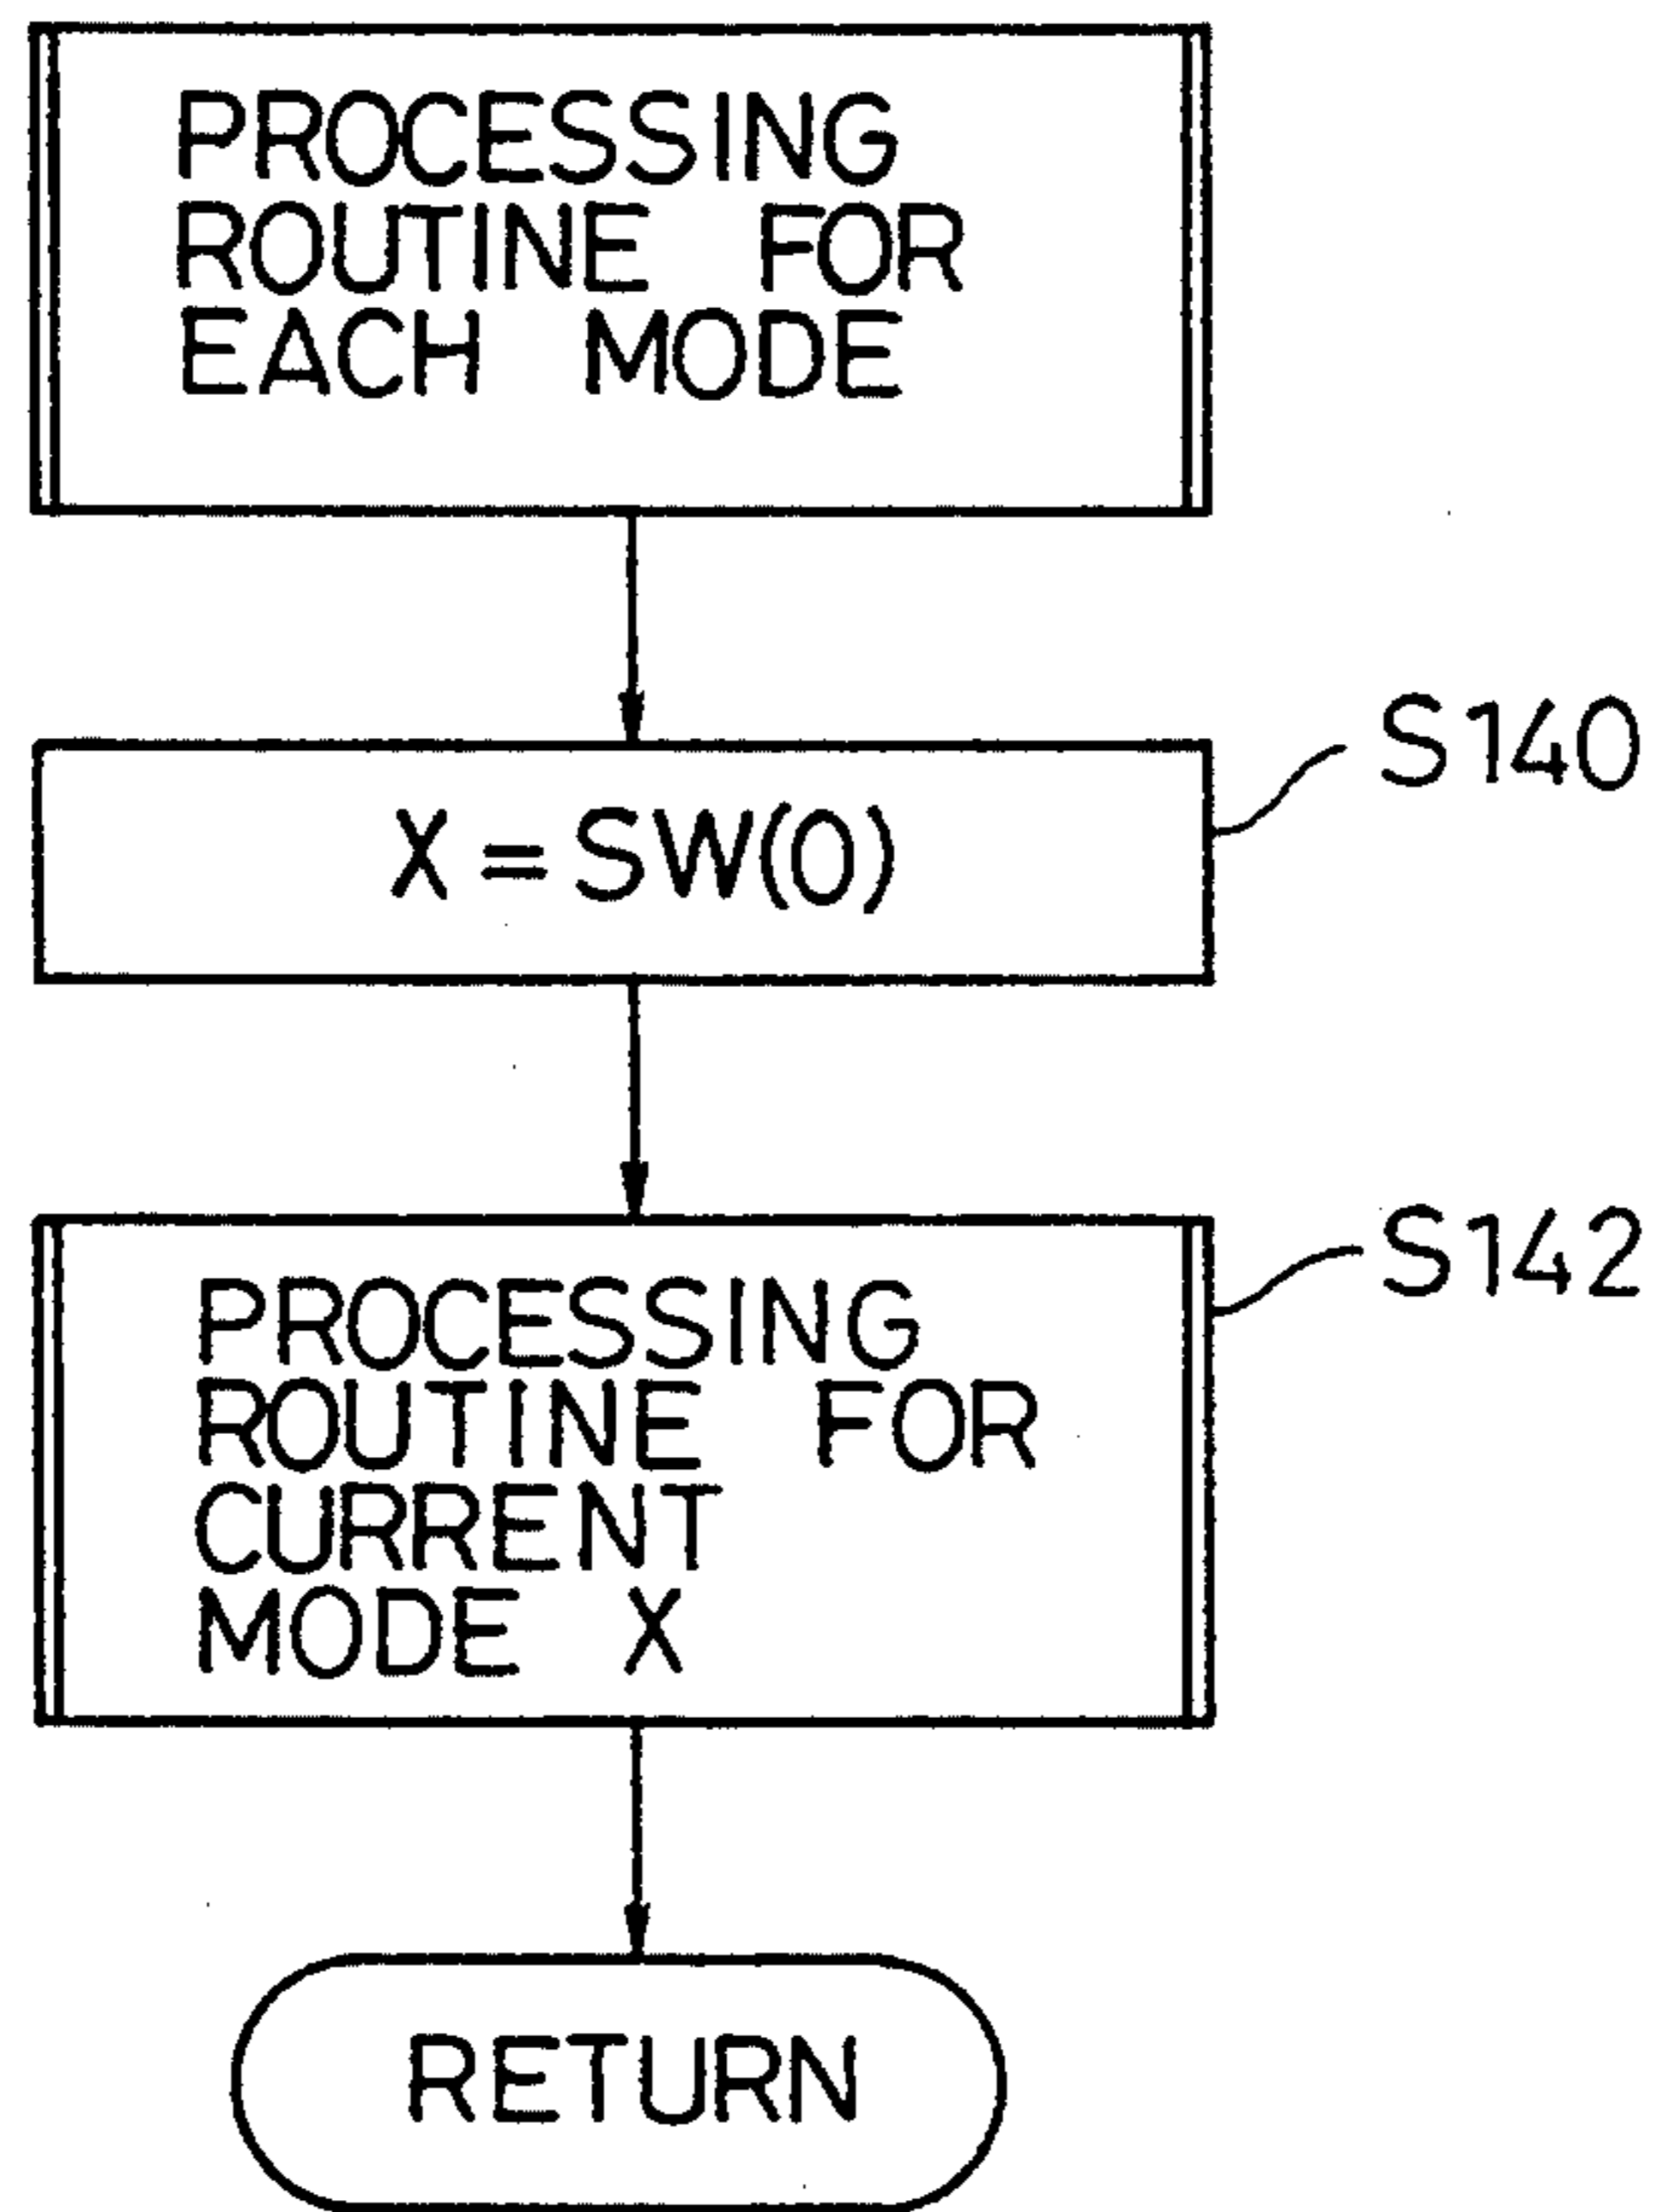 PROCESSING
ROUTINE FOR
EACH MODE
S140
X=SW(0)
S142
PROCESSING
ROUTINE FOR
CURRENT
MODE X
RETURN